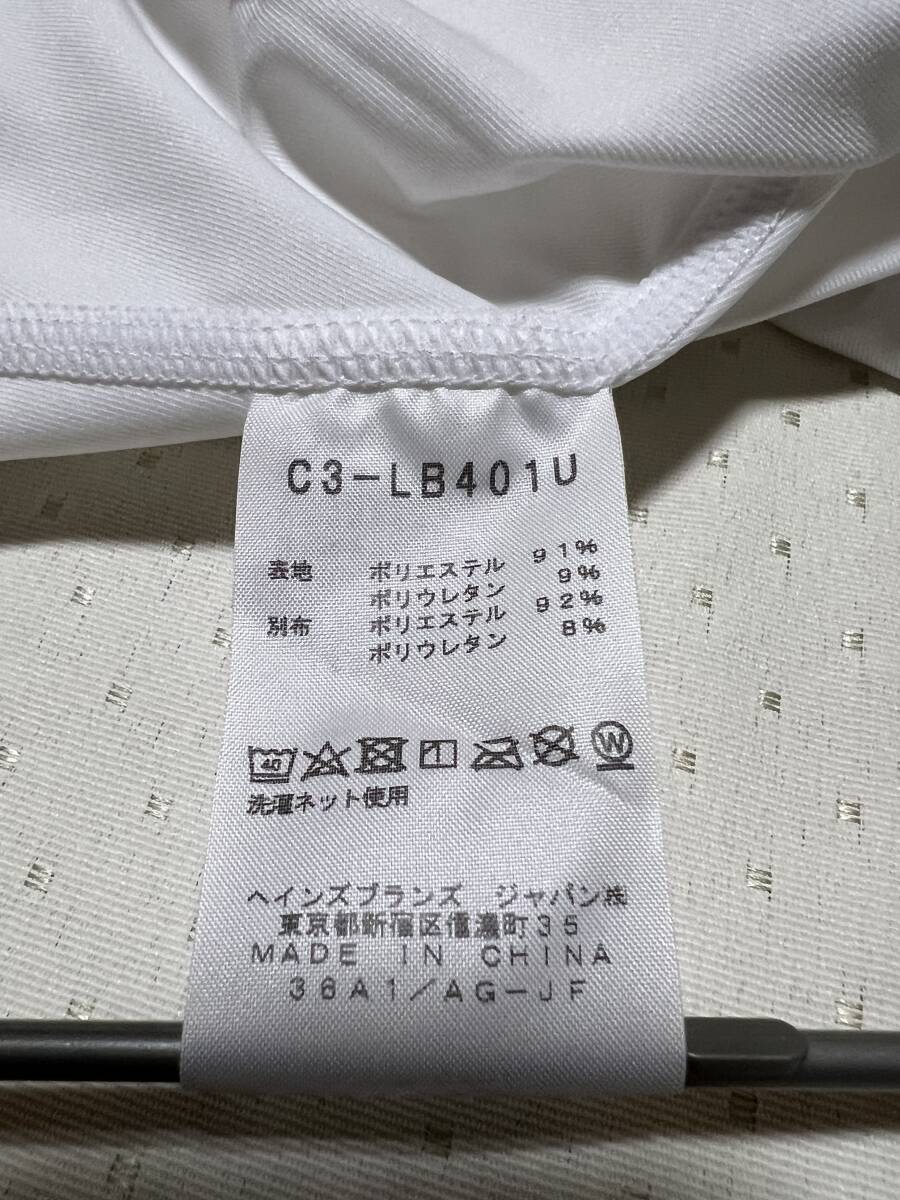 C3-LB401U
表地 ポリエステル 91%
ポリウレタン 9%
別布 ポリエステル 92%
ポリウレタン 8%
40 W
洗濯ネット使用
ヘインズブランズ ジャパン㈱
東京都新宿区信濃町35
MADE IN CHINA
36A1/AG-JF